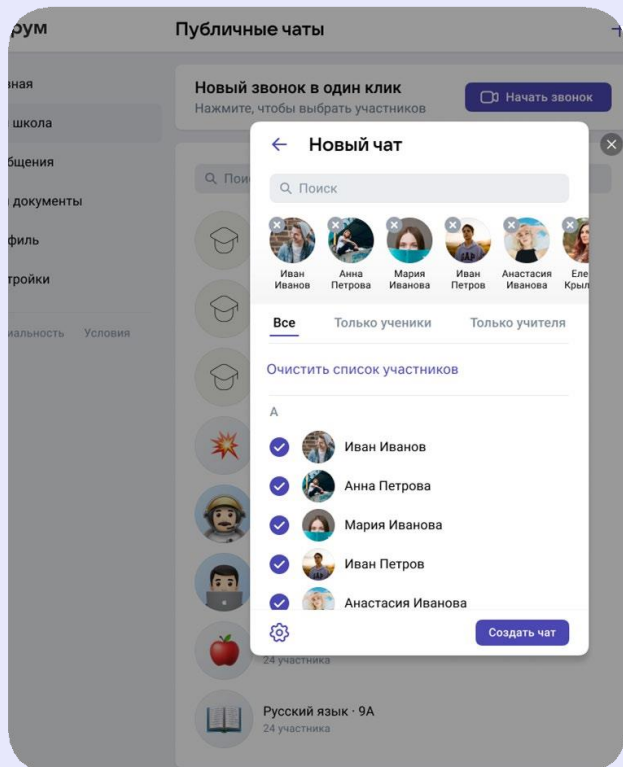 рум
Публичные чаты
вная
школа
бщения
документы
филь
тройки
иальность Условия
Новый звонок в один клик
Нажмите, чтобы выбрать участников
Начать звонок
Пои
Новый чат
Поиск
Иван Иванов
Анна Петрова
Мария Иванова
Иван Петров
Анастасия Иванова
Еле Крыл
Все Только ученики Только учителя
Очистить список участников
А
Иван Иванов
Анна Петрова
Мария Иванова
Иван Петров
Анастасия Иванова
Создать чат
24 участника
Русский язык · 9А
24 участника